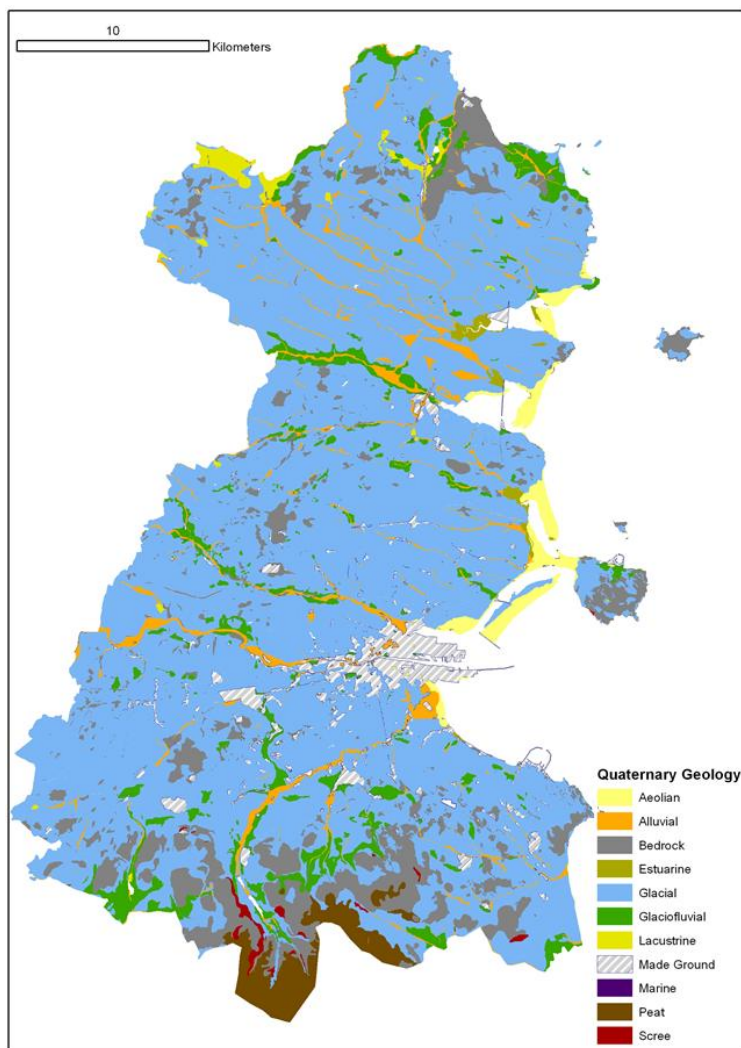 10
Kilometers
Quaternary Geology
Aeolian
Alluvial
Bedrock
Estuarine
Glacial
Glaciofluvial
Lacustrine
Made Ground
Marine
Peat
Scree